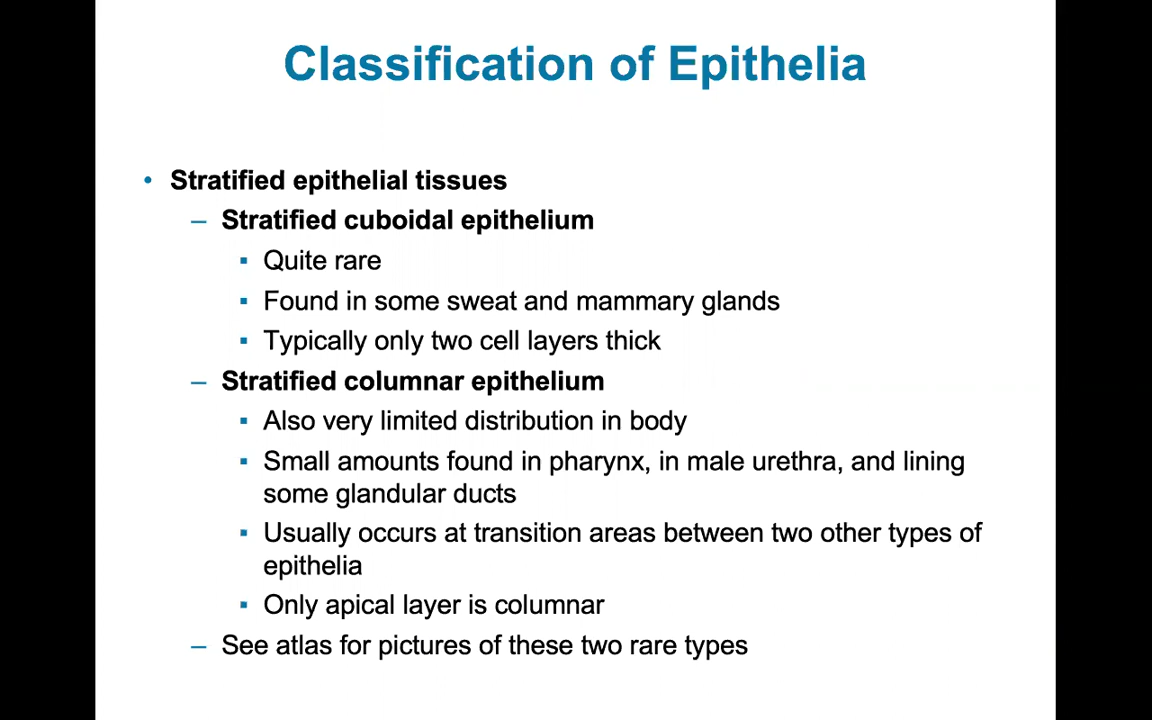 Classification of Epithelia
• Stratified epithelial tissues
– Stratified cuboidal epithelium
▪ Quite rare
▪ Found in some sweat and mammary glands
▪ Typically only two cell layers thick
– Stratified columnar epithelium
▪ Also very limited distribution in body
▪ Small amounts found in pharynx, in male urethra, and lining
some glandular ducts
▪ Usually occurs at transition areas between two other types of
epithelia
▪ Only apical layer is columnar
– See atlas for pictures of these two rare types